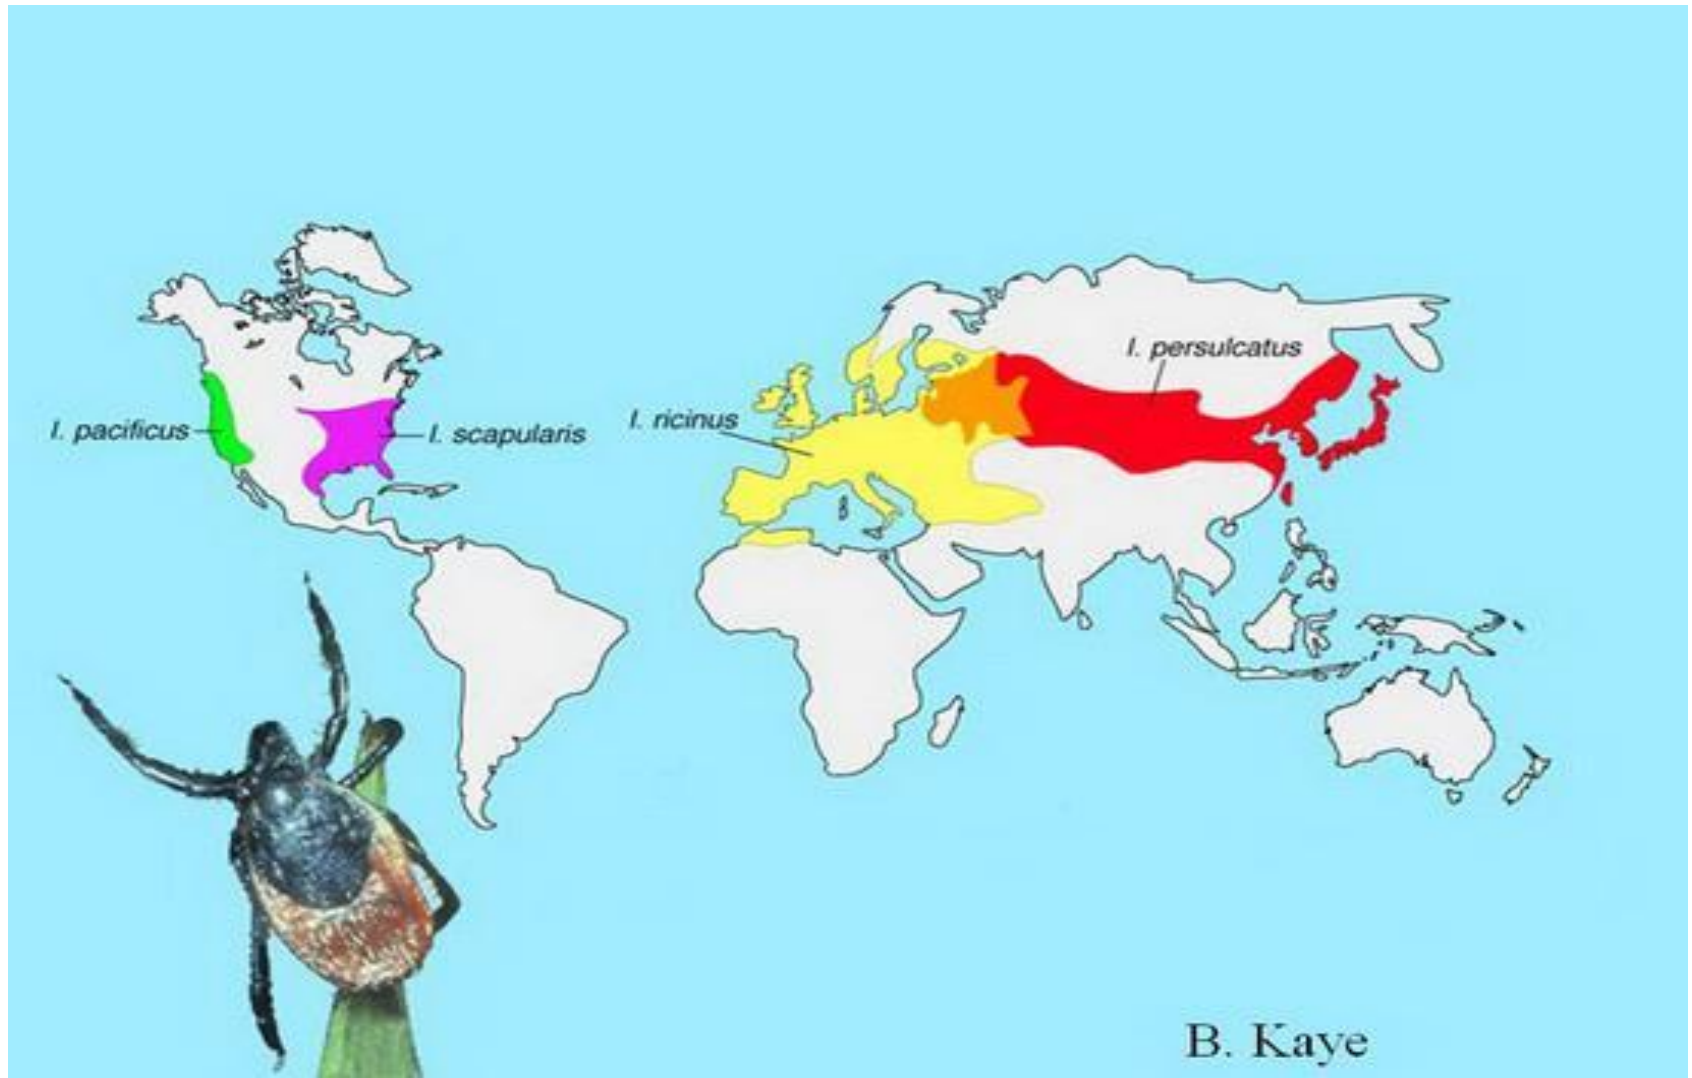 I. persulcatus
I. pacificus
I. scapularis
I. ricinus
B. Kaye